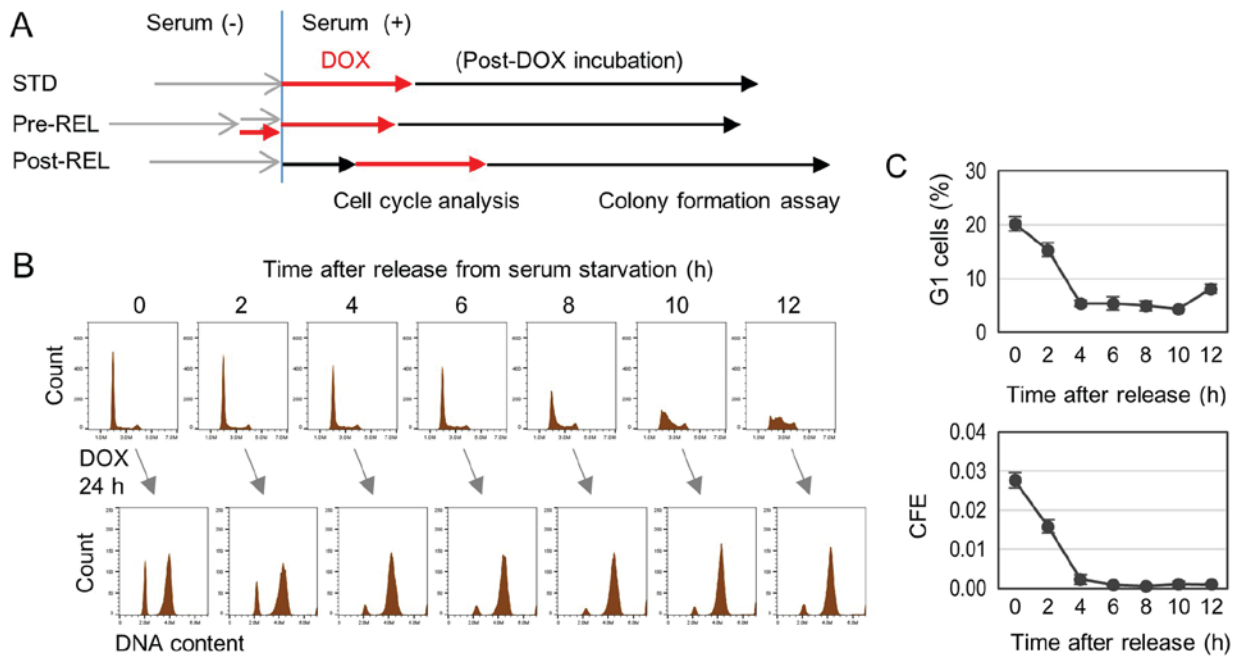 A
Serum (-)
Serum (+)
DOX
(Post-DOX incubation)
STD
Pre-REL
Post-REL
Cell cycle analysis
Colony formation assay
B
Time after release from serum starvation (h)
0 2 4 6 8 10 12
Count
DOX
24 h
Count
DNA content
C
G1 cells (%)
30
20
10
0
0 2 4 6 8 10 12
Time after release (h)
CFE
0.04
0.03
0.02
0.01
0.00
0 2 4 6 8 10 12
Time after release (h)